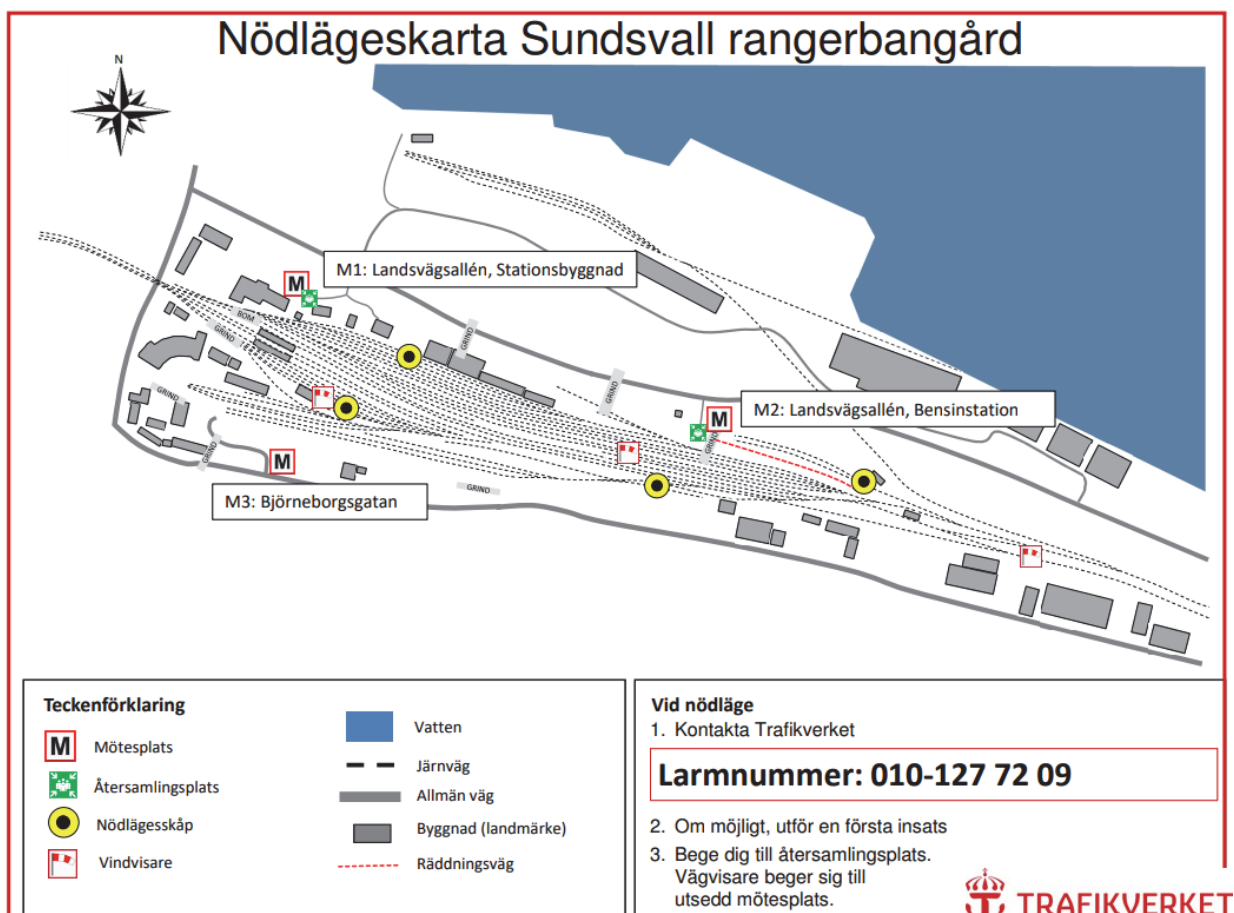 Nödlägeskarta Sundsvall rangerbangård
N
M1: Landsvägsallén, Stationsbyggnad
M
BOM
GRIND
GRIND
GRIND
GRIND
M2: Landsvägsallén, Bensinstation
M
GRIND
GRIND
M
GRIND
GRIND
M3: Björneborgsgatan
Teckenförklaring
M Mötesplats
Återsamlingsplats
Nödlägesskåp
Vindvisare
Vatten
Järnväg
Allmän väg
Byggnad (landmärke)
Räddningsväg
Vid nödläge
1. Kontakta Trafikverket
Larmnummer: 010-127 72 09
2. Om möjligt, utför en första insats
3. Bege dig till återsamlingsplats.
Vägvisare beger sig till
utsedd mötesplats.
TRAFIKVERKET